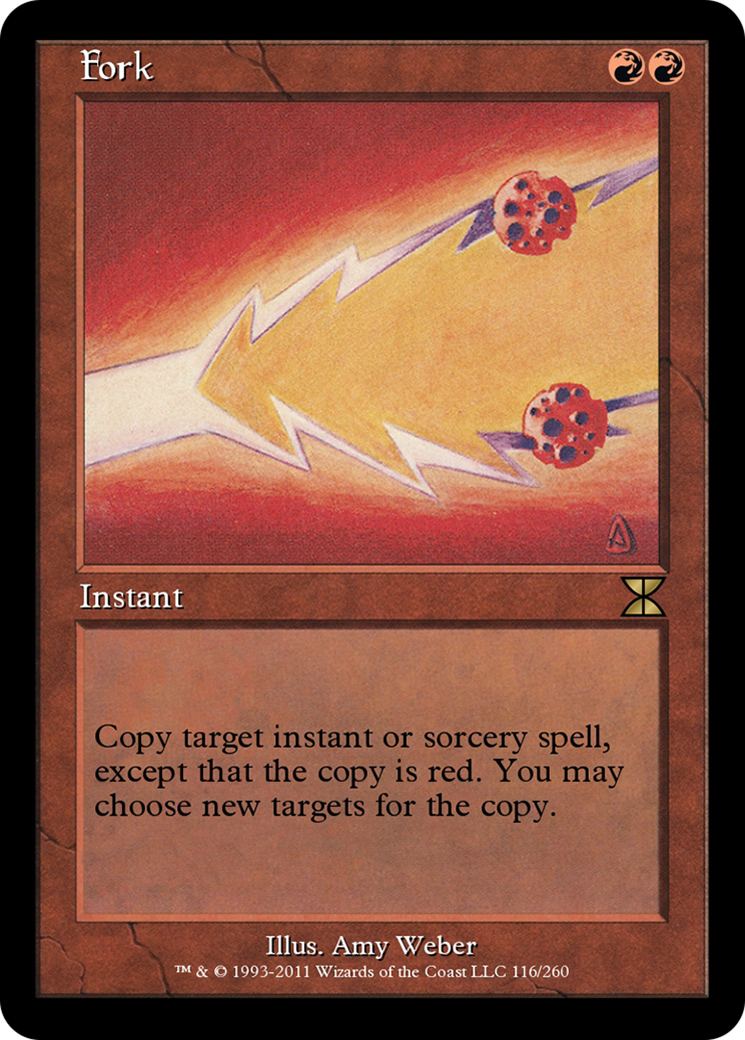 Fork
Instant
Copy target instant or sorcery spell,
except that the copy is red. You may
choose new targets for the copy.
Illus. Amy Weber
™ & © 1993-2011 Wizards of the Coast LLC 116/260